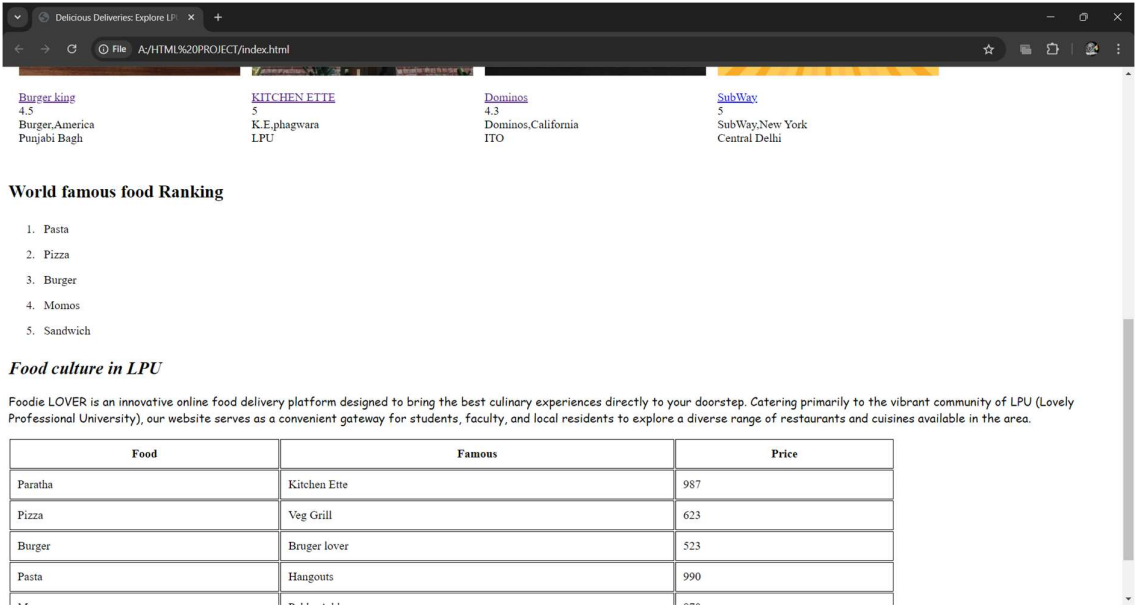 Delicious Deliveries: Explore LP
File A:/HTML%20PROJECT/index.html
Burger king KITCHEN ETTE Dominos SubWay
4.5 5 4.3 5
Burger,America K.E,phagwara Dominos,California SubWay,New York
Punjabi Bagh LPU ITO Central Delhi
World famous food Ranking
1. Pasta
2. Pizza
3. Burger
4. Momos
5. Sandwich
Food culture in LPU
Foodie LOVER is an innovative online food delivery platform designed to bring the best culinary experiences directly to your doorstep. Catering primarily to the vibrant community of LPU (Lovely
Professional University), our website serves as a convenient gateway for students, faculty, and local residents to explore a diverse range of restaurants and cuisines available in the area.
Food Famous Price
Paratha Kitchen Ette 987
Pizza Veg Grill 623
Burger Bruger lover 523
Pasta Hangouts 990